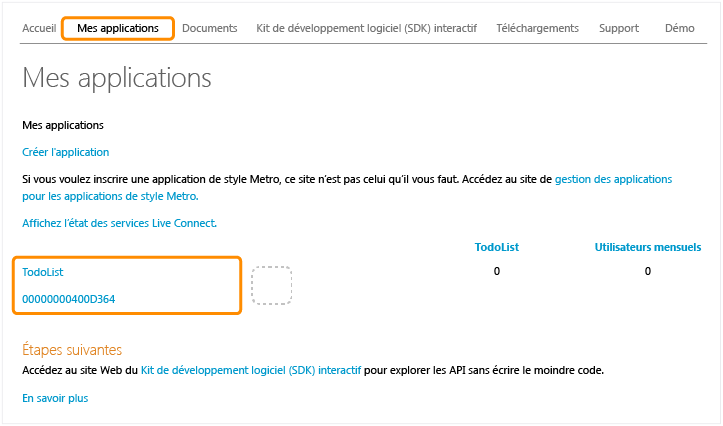 Accueil Mes applications Documents Kit de développement logiciel (SDK) interactif Téléchargements Support Démo
Mes applications
Mes applications
Créer l'application
Si vous voulez inscrire une application de style Metro, ce site n'est pas celui qu'il vous faut. Accédez au site de gestion des applications
pour les applications de style Metro.
Affichez l'état des services Live Connect.
TodoList Utilisateurs mensuels
TodoList 0 0
00000000400D364
Étapes suivantes
Accédez au site Web du Kit de développement logiciel (SDK) interactif pour explorer les API sans écrire le moindre code.
En savoir plus